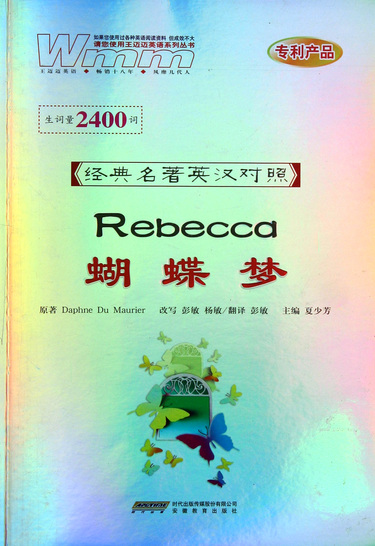 如果您使用过各种英语阅读资料 但成效不大
请您使用王迈迈英语系列丛书
Wmm
王迈迈英语 ◆ 畅销十八年 ◆ 风靡几代人
专利产品
生词量2400词
《经典名著英汉对照》
Rebecca
蝴蝶梦
原著 Daphne Du Maurier 改写 彭敏 杨敏/翻译 彭敏 主编 夏少芳
时代出版传媒股份有限公司
安徽教育出版社